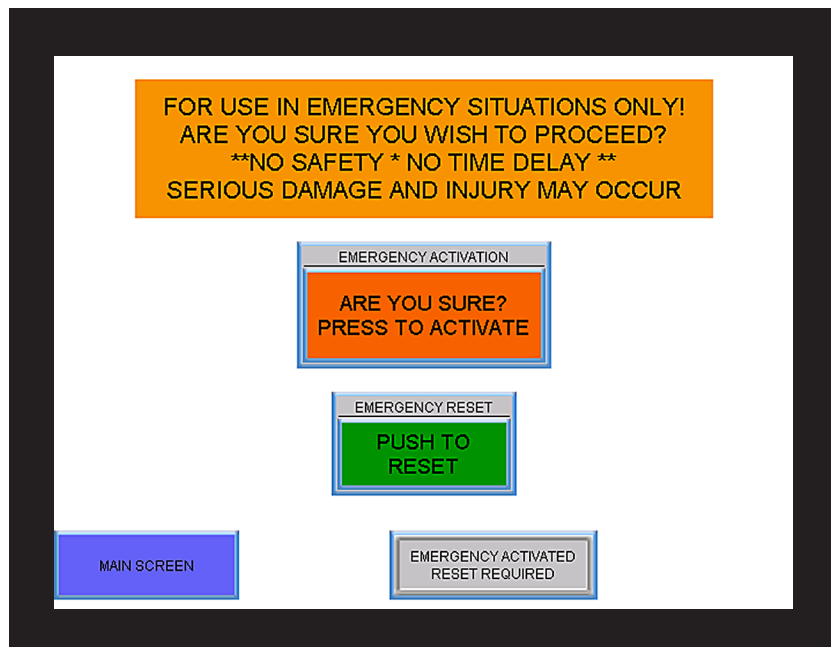 FOR USE IN EMERGENCY SITUATIONS ONLY!
ARE YOU SURE YOU WISH TO PROCEED?
**NO SAFETY * NO TIME DELAY **
SERIOUS DAMAGE AND INJURY MAY OCCUR
EMERGENCY ACTIVATION
ARE YOU SURE?
PRESS TO ACTIVATE
EMERGENCY RESET
PUSH TO
RESET
MAIN SCREEN
EMERGENCY ACTIVATED
RESET REQUIRED